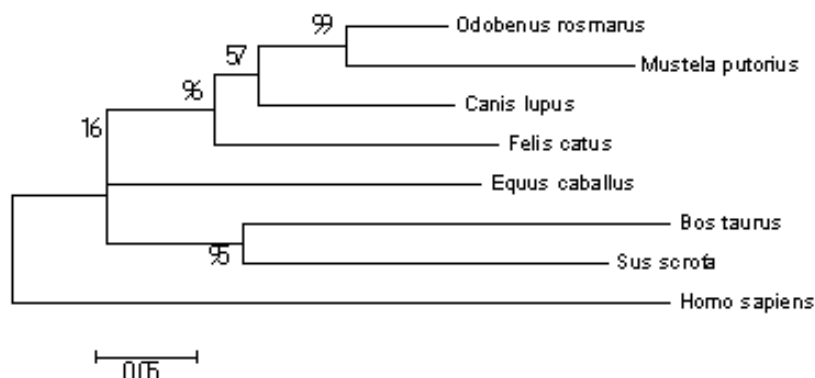 99
Odobenus rosmarus
57
Mustela putorius
96
Canis lupus
16
Felis catus
Equus caballus
Bos taurus
95
Sus scrofa
Homo sapiens
0.05